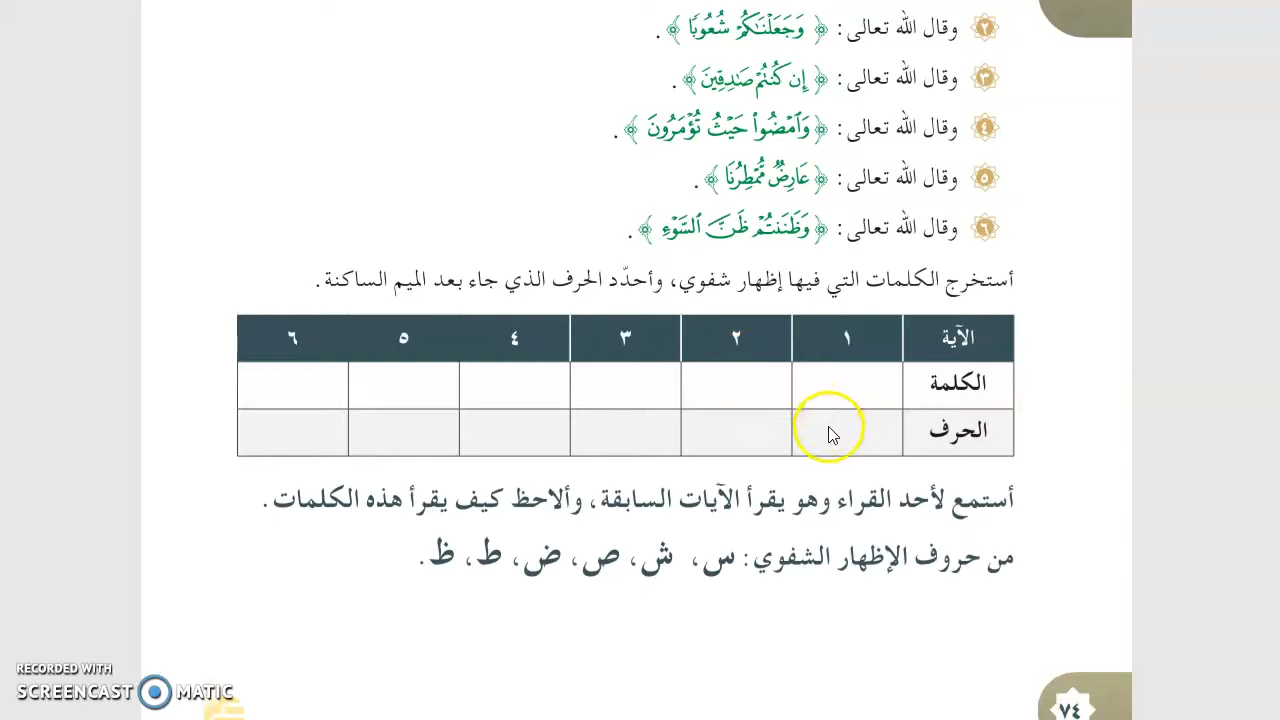 ٢ وقال الله تعالى: ﴿ وَجَعَلْنَٰكُمْ شُعُوبًا ﴾ .
٣ وقال الله تعالى: ﴿ إِن كُنتُمْ صَٰدِقِينَ ﴾ .
٤ وقال الله تعالى: ﴿ وَٱمْضُوا۟ حَيْثُ تُؤْمَرُونَ ﴾ .
٥ وقال الله تعالى: ﴿ عَارِضٌ مُّمْطِرُنَا ﴾ .
٦ وقال الله تعالى: ﴿ وَظَنَنتُمْ ظَنَّ ٱلسَّوْءِ ﴾ .
أستخرج الكلمات التي فيها إظهار شفوي، وأحدّد الحرف الذي جاء بعد الميم الساكنة .
الآية ١ ٢ ٣ ٤ ٥ ٦
الكلمة
الحرف
أستمع لأحد القراء وهو يقرأ الآيات السابقة، وألاحظ كيف يقرأ هذه الكلمات .
من حروف الإظهار الشفوي: س، ش، ص، ض، ط، ظ .
RECORDED WITH
SCREENCAST MATIC
٧٤